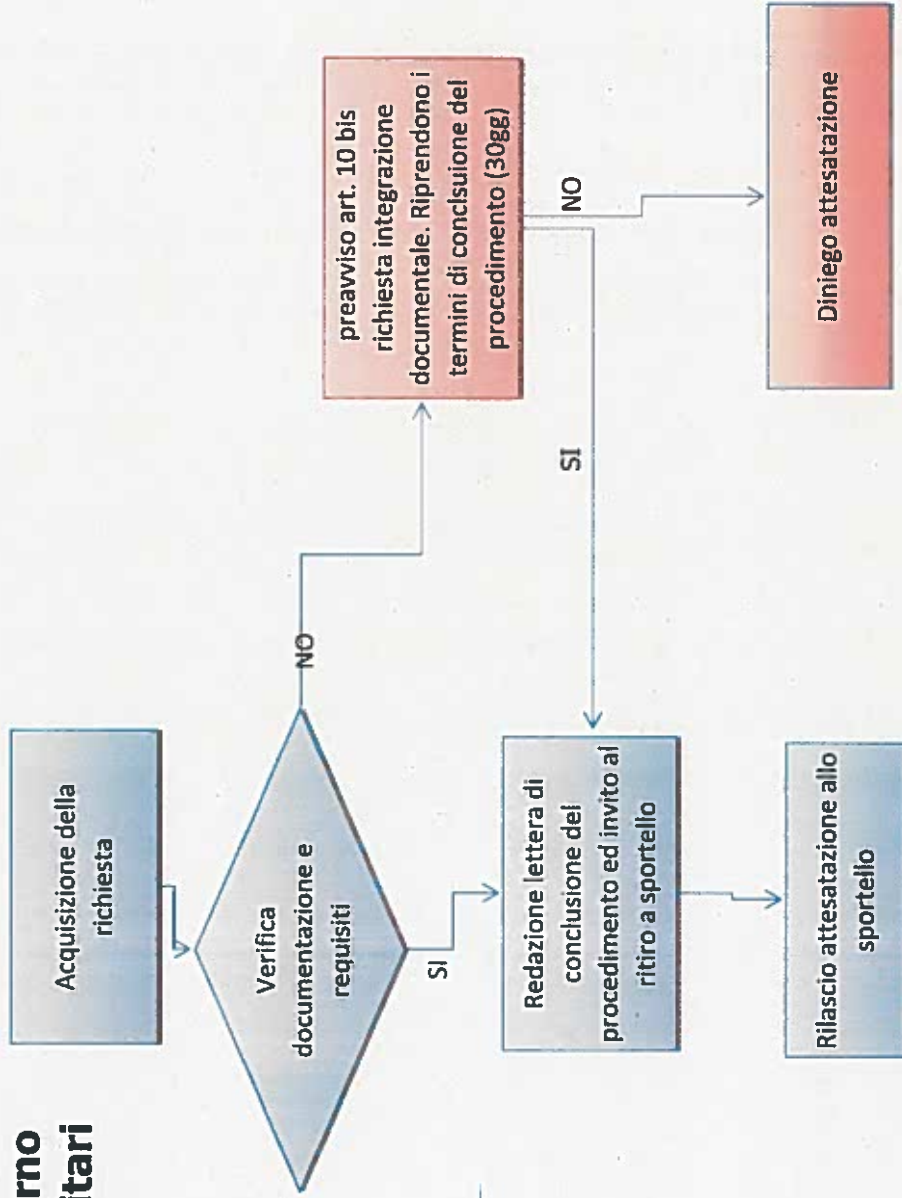 rno
itari
Acquisizione della
richiesta
Verifica
documentazione e
requisiti
NO
SI
preavviso art. 10 bis
richiesta integrazione
documentale. Riprendono i
termini di conclsuione del
procedimento (30gg)
NO
SI
Redazione lettera di
conclusione del
procedimento ed invito al
ritiro a sportello
Rilascio attesatazione allo
sportello
Diniego attesatazione